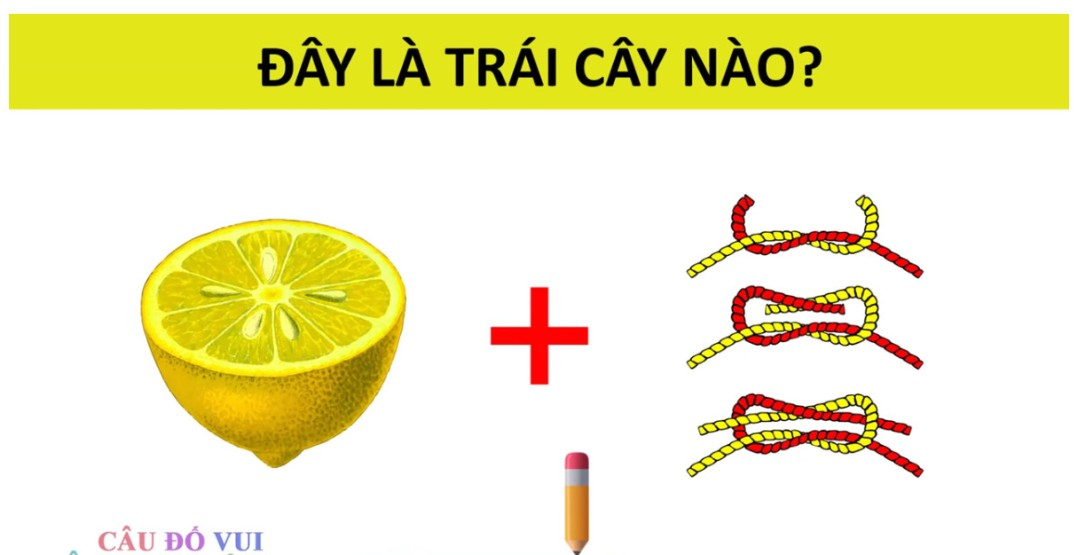 ĐÂY LÀ TRÁI CÂY NÀO?
CÂU ĐỐ VUI